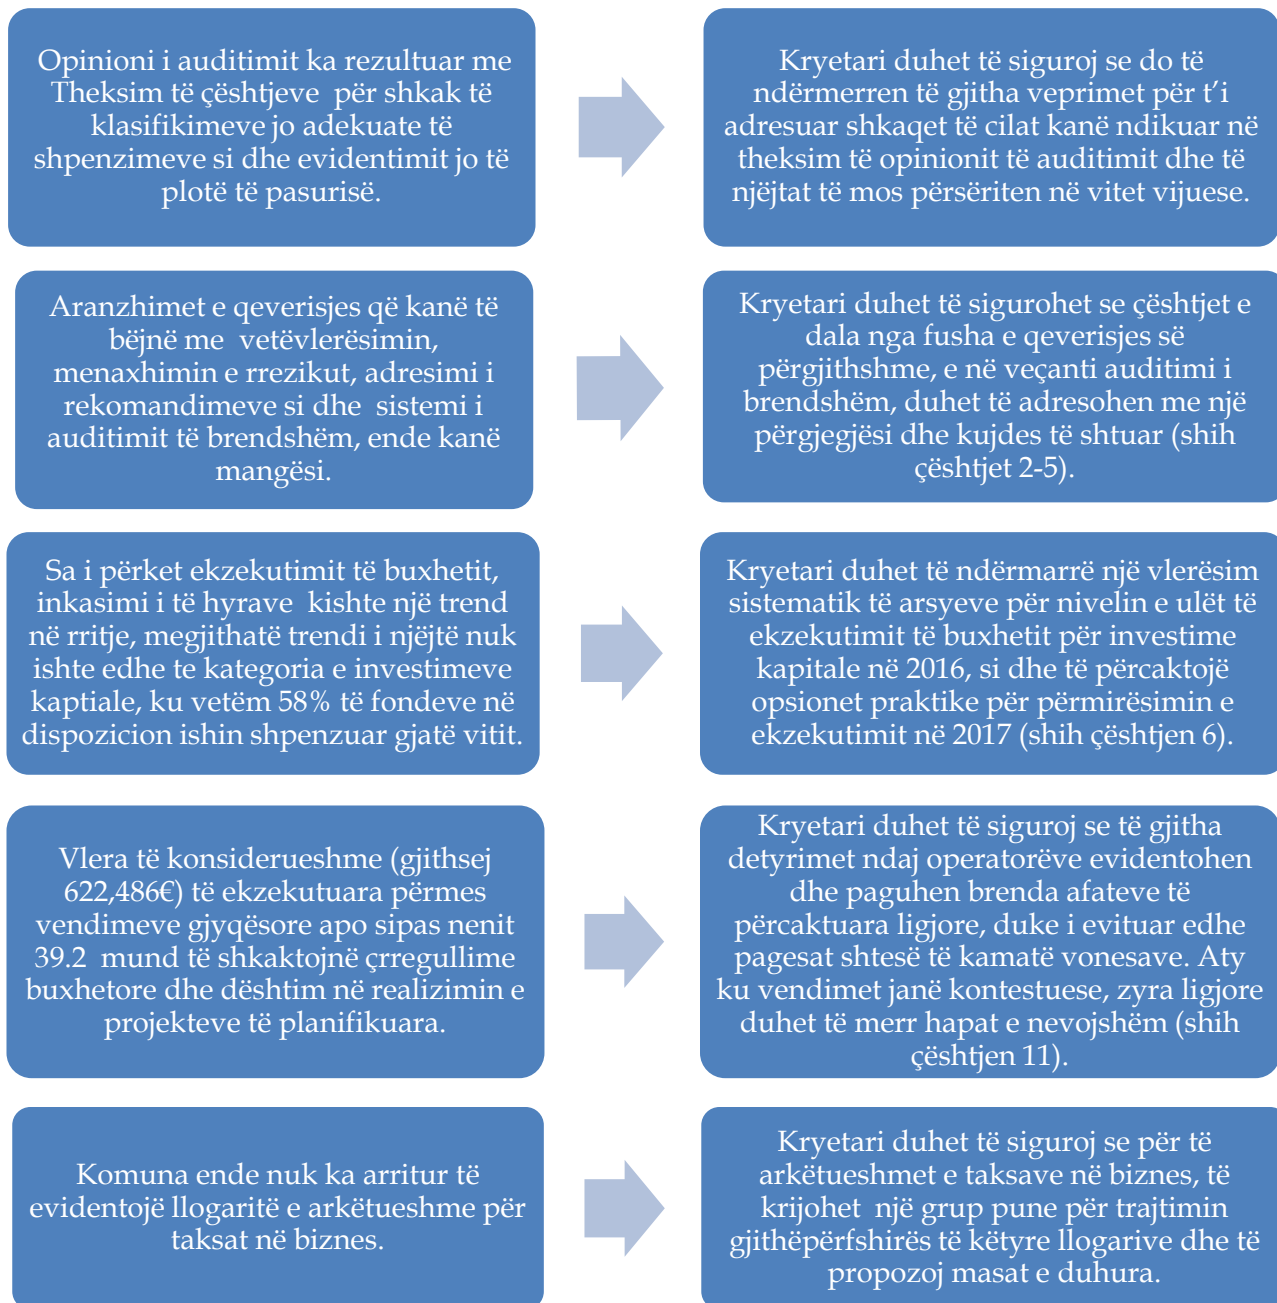 Opinioni i auditimit ka rezultuar me
Theksim të çështjeve për shkak të
klasifikimeve jo adekuate të
shpenzimeve si dhe evidentimit jo të
plotë të pasurisë.
Kryetari duhet të siguroj se do të
ndërmerren të gjitha veprimet për t’i
adresuar shkaqet të cilat kanë ndikuar në
theksim të opinionit të auditimit dhe të
njëjtat të mos përsëriten në vitet vijuese.
Aranzhimet e qeverisjes që kanë të
bëjnë me vetëvlerësimin,
menaxhimin e rrezikut, adresimi i
rekomandimeve si dhe sistemi i
auditimit të brendshëm, ende kanë
mangësi.
Kryetari duhet të sigurohet se çështjet e
dala nga fusha e qeverisjes së
përgjithshme, e në veçanti auditimi i
brendshëm, duhet të adresohen me një
përgjegjësi dhe kujdes të shtuar (shih
çështjet 2-5).
Sa i përket ekzekutimit të buxhetit,
inkasimi i të hyrave kishte një trend
në rritje, megjithatë trendi i njëjtë nuk
ishte edhe te kategoria e investimeve
kaptiale, ku vetëm 58% të fondeve në
dispozicion ishin shpenzuar gjatë vitit.
Kryetari duhet të ndërmarrë një vlerësim
sistematik të arsyeve për nivelin e ulët të
ekzekutimit të buxhetit për investime
kapitale në 2016, si dhe të përcaktojë
opsionet praktike për përmirësimin e
ekzekutimit në 2017 (shih çështjen 6).
Vlera të konsiderueshme (gjithsej
622,486€) të ekzekutuara përmes
vendimeve gjyqësore apo sipas nenit
39.2 mund të shkaktojnë çrregullime
buxhetore dhe dështim në realizimin e
projekteve të planifikuara.
Kryetari duhet të siguroj se të gjitha
detyrimet ndaj operatorëve evidentohen
dhe paguhen brenda afateve të
përcaktuara ligjore, duke i evituar edhe
pagesat shtesë të kamatë vonesave. Aty
ku vendimet janë kontestuese, zyra ligjore
duhet të merr hapat e nevojshëm (shih
çështjen 11).
Komuna ende nuk ka arritur të
evidentojë llogaritë e arkëtueshme për
taksat në biznes.
Kryetari duhet të siguroj se për të
arkëtueshmet e taksave në biznes, të
krijohet një grup pune për trajtimin
gjithëpërfshirës të këtyre llogarive dhe të
propozoj masat e duhura.